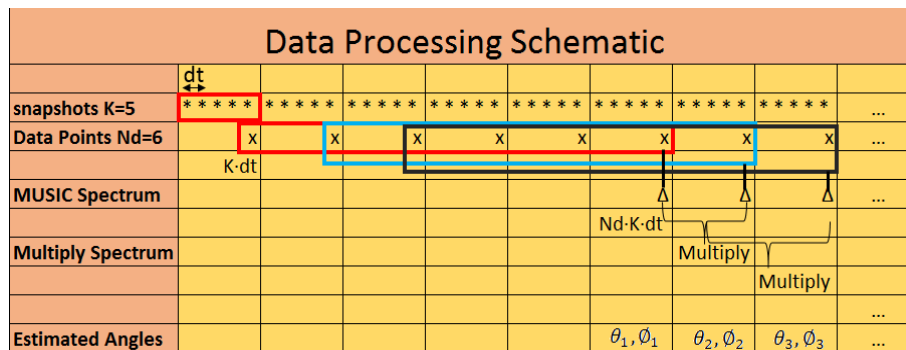 Data Processing Schematic
dt
snapshots K=5 * * * * * * * * * * * * * * * * * * * * * * * * * * * * * * * * * * * * * * * * ...
Data Points Nd=6 x x x x x x x x ...
K·dt
MUSIC Spectrum Δ Δ Δ ...
Nd·K·dt
Multiply Spectrum Multiply
Multiply
...
Estimated Angles θ₁,∅₁ θ₂,∅₂ θ₃,∅₃ ...